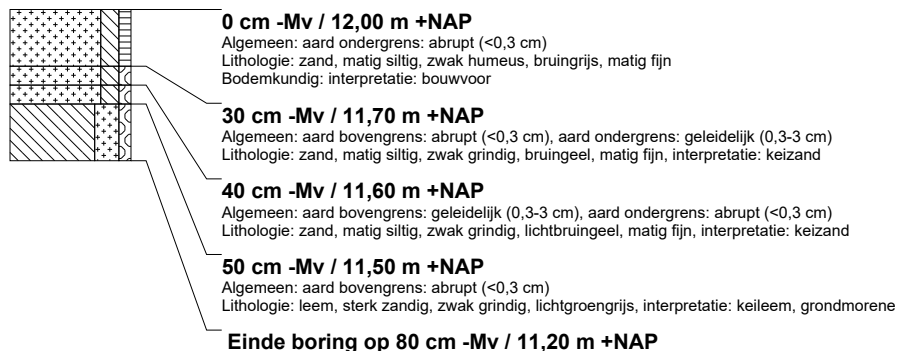 0 cm -Mv / 12,00 m +NAP
Algemeen: aard ondergrens: abrupt (<0,3 cm)
Lithologie: zand, matig siltig, zwak humeus, bruingrijs, matig fijn
Bodemkundig: interpretatie: bouwvoor
30 cm -Mv / 11,70 m +NAP
Algemeen: aard bovengrens: abrupt (<0,3 cm), aard ondergrens: geleidelijk (0,3-3 cm)
Lithologie: zand, matig siltig, zwak grindig, bruingeel, matig fijn, interpretatie: keizand
40 cm -Mv / 11,60 m +NAP
Algemeen: aard bovengrens: geleidelijk (0,3-3 cm), aard ondergrens: abrupt (<0,3 cm)
Lithologie: zand, matig siltig, zwak grindig, lichtbruingeel, matig fijn, interpretatie: keizand
50 cm -Mv / 11,50 m +NAP
Algemeen: aard bovengrens: abrupt (<0,3 cm)
Lithologie: leem, sterk zandig, zwak grindig, lichtgroengrijs, interpretatie: keileem, grondmorene
Einde boring op 80 cm -Mv / 11,20 m +NAP